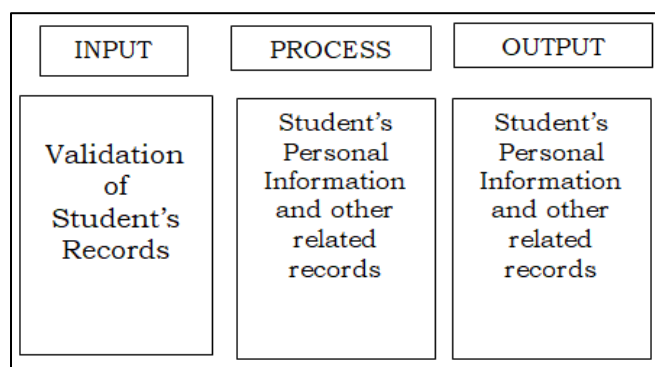 INPUT
PROCESS
OUTPUT
Validation
of
Student's
Records
Student's
Personal
Information
and other
related
records
Student's
Personal
Information
and other
related
records